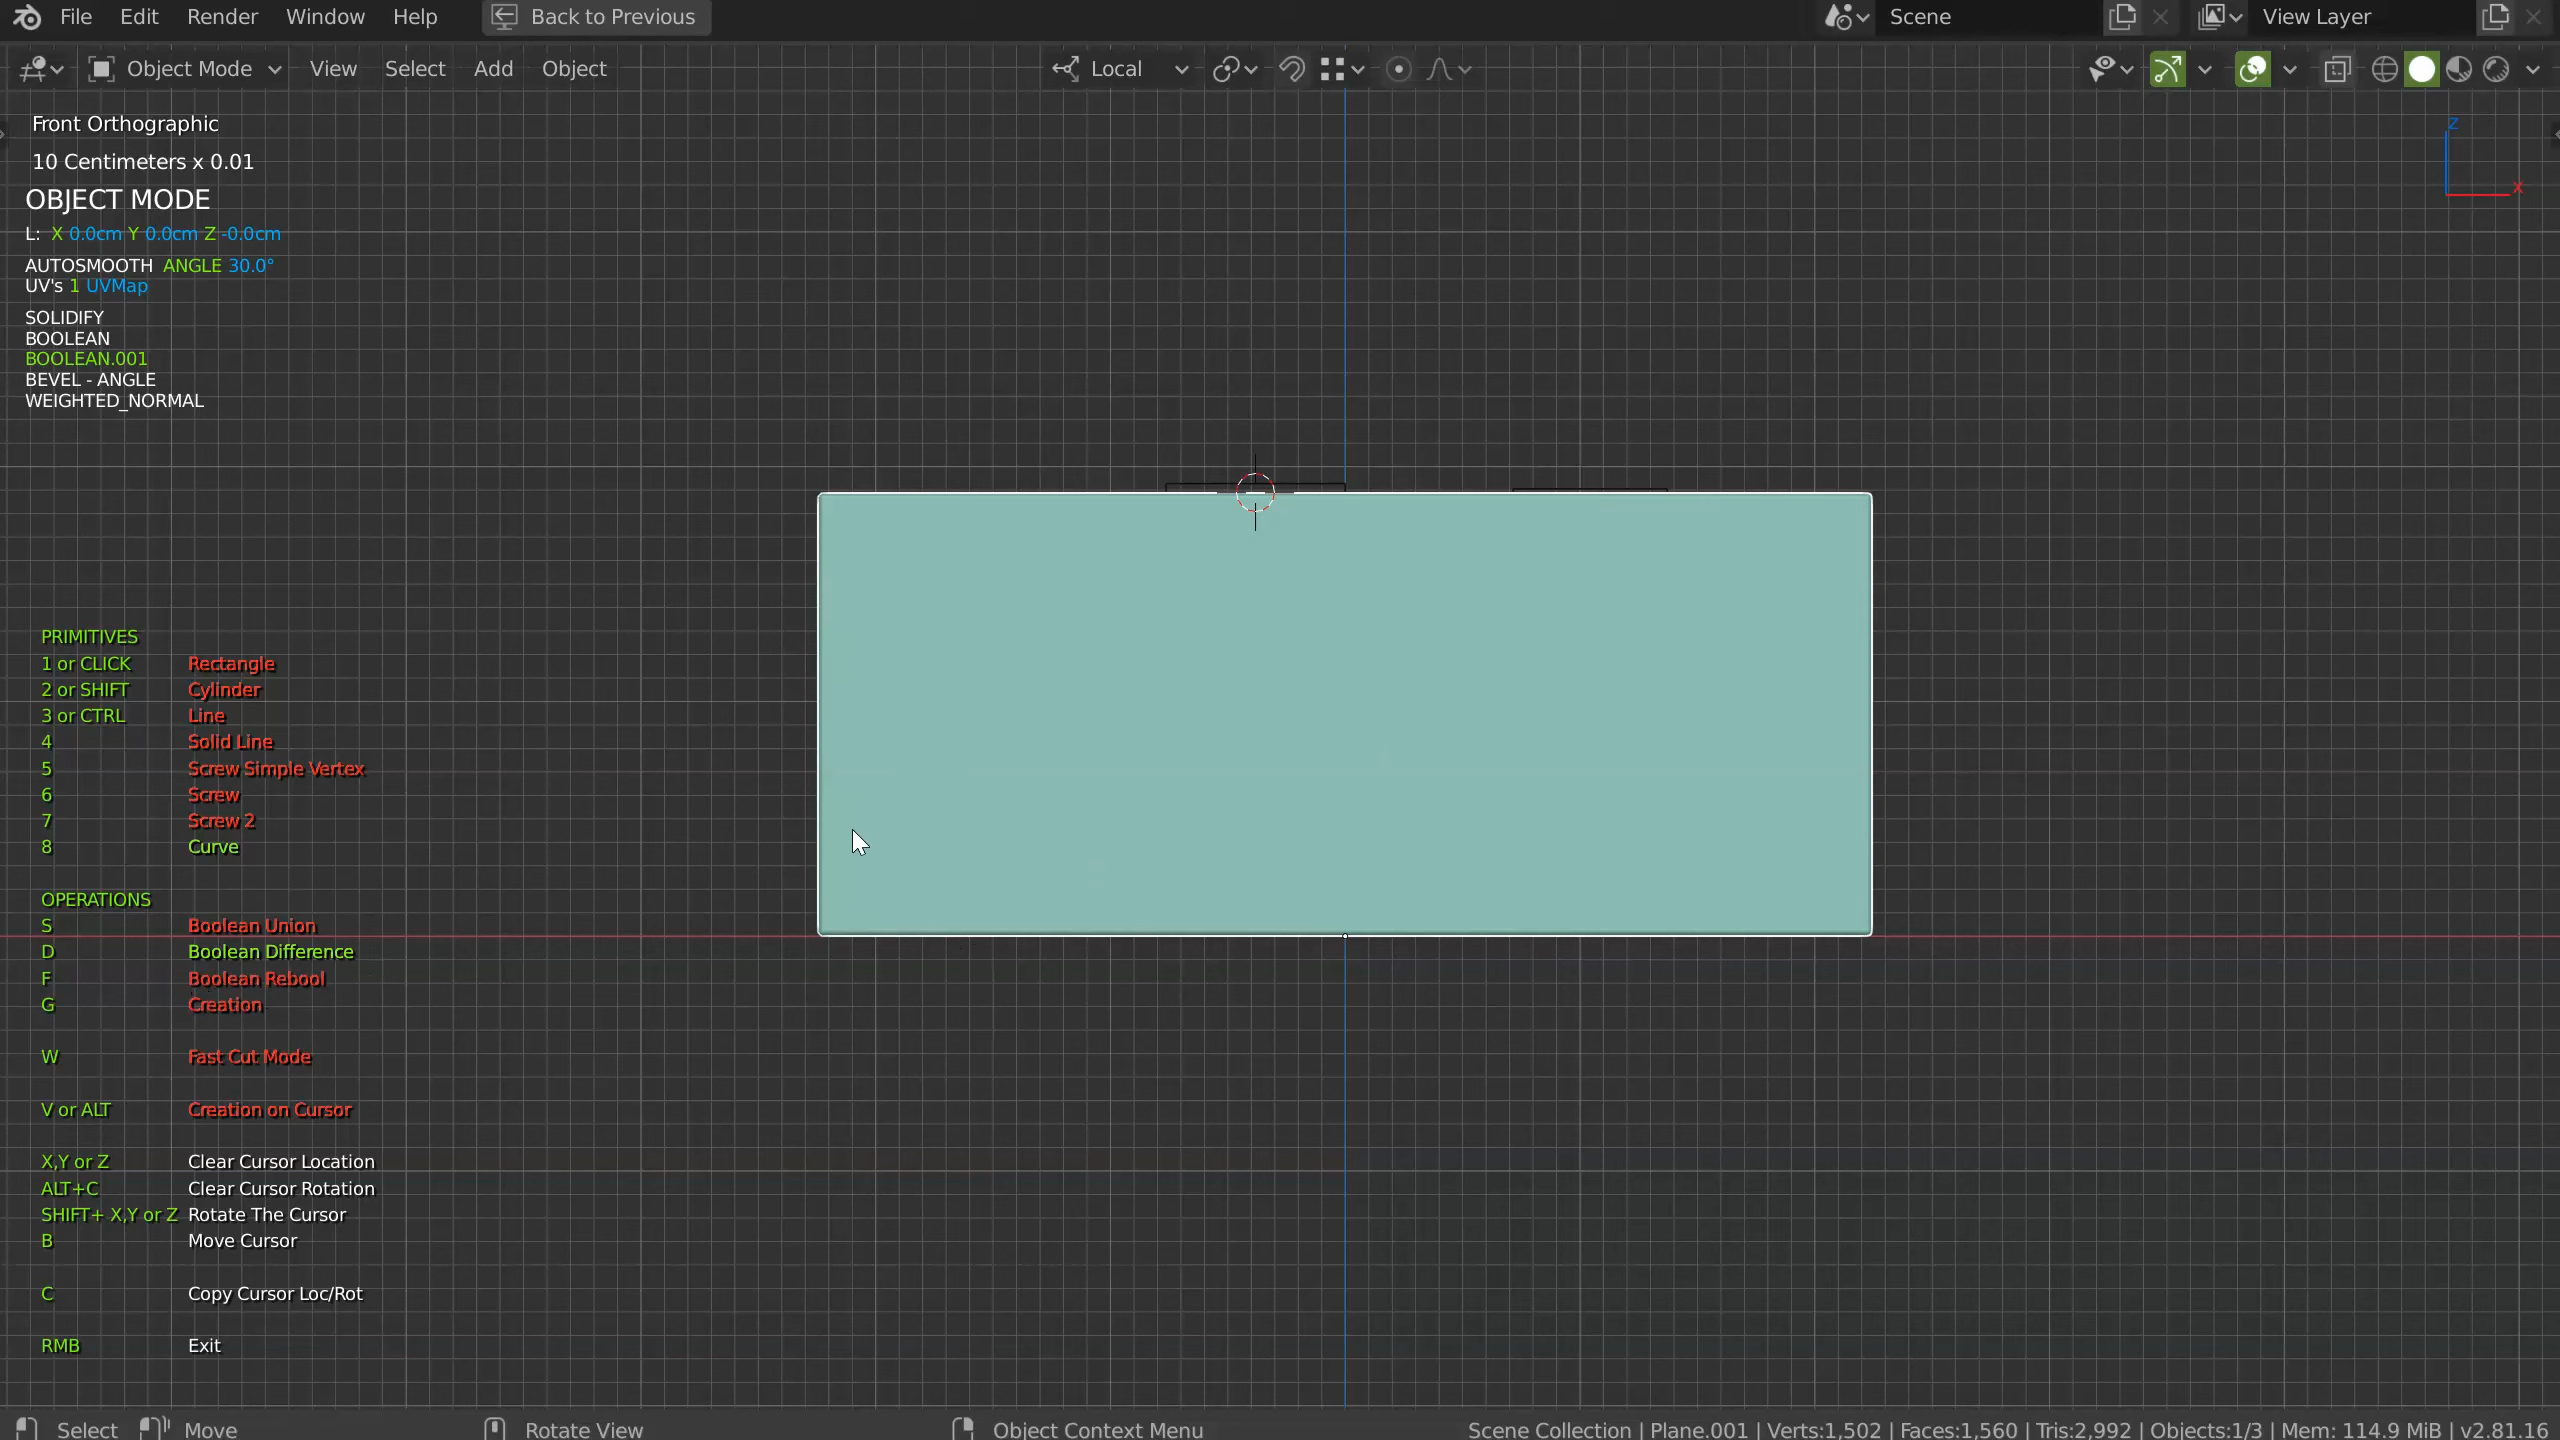 File Edit Render Window Help Back to Previous Scene View Layer
Object Mode View Select Add Object Local
Front Orthographic
10 Centimeters x 0.01
OBJECT MODE
L: X 0.0cm Y 0.0cm Z -0.0cm
AUTOSMOOTH ANGLE 30.0°
UV's 1 UVMap
SOLIDIFY
BOOLEAN
BOOLEAN.001
BEVEL - ANGLE
WEIGHTED_NORMAL
Z
X
PRIMITIVES
1 or CLICK Rectangle
2 or SHIFT Cylinder
3 or CTRL Line
4 Solid Line
5 Screw Simple Vertex
6 Screw
7 Screw 2
8 Curve
OPERATIONS
S Boolean Union
D Boolean Difference
F Boolean Rebool
G Creation
W Fast Cut Mode
V or ALT Creation on Cursor
X,Y or Z Clear Cursor Location
ALT+C Clear Cursor Rotation
SHIFT+ X,Y or Z Rotate The Cursor
B Move Cursor
C Copy Cursor Loc/Rot
RMB Exit
Select Move Rotate View Object Context Menu Scene Collection | Plane.001 | Verts:1,502 | Faces:1,560 | Tris:2,992 | Objects:1/3 | Mem: 114.9 MiB | v2.81.16